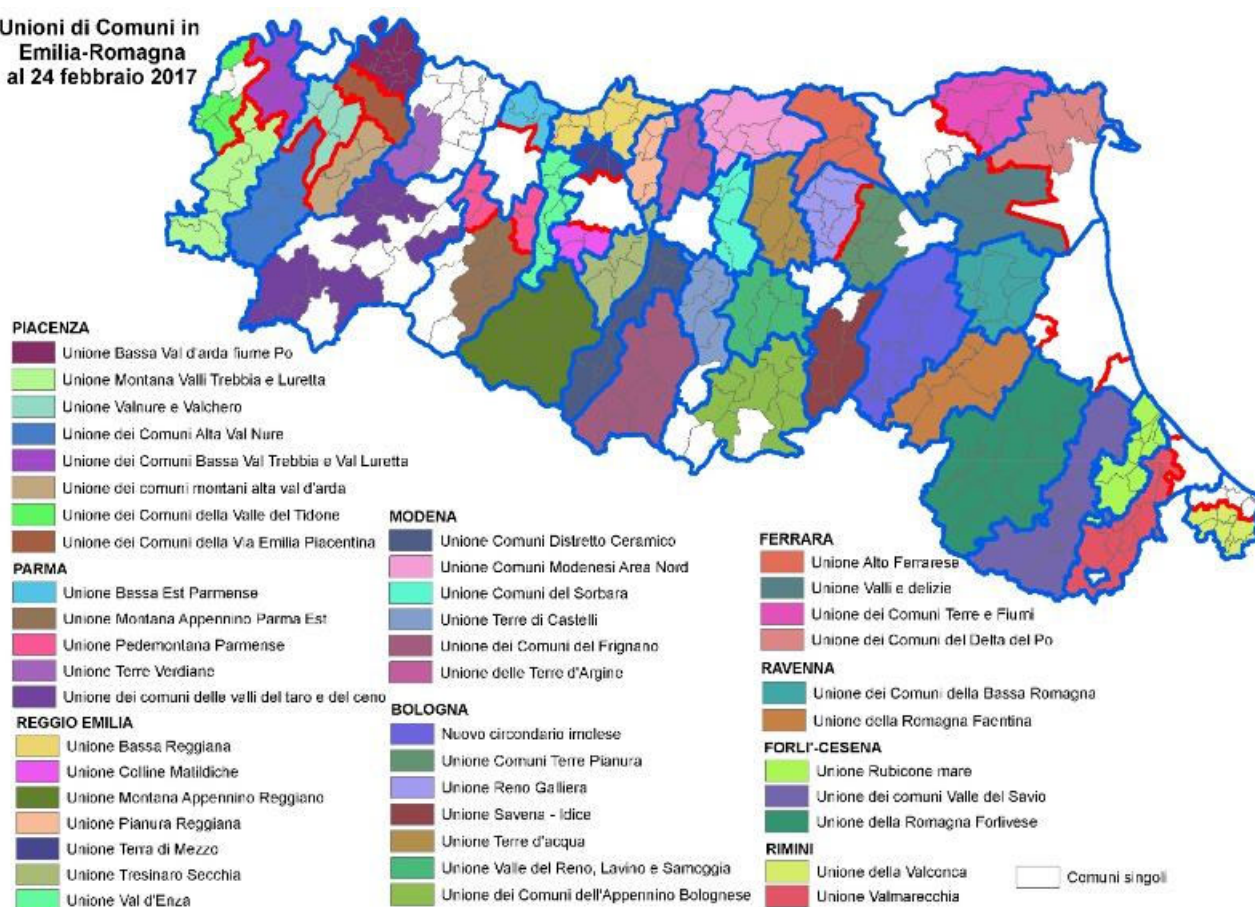 Unioni di Comuni in
Emilia-Romagna
al 24 febbraio 2017
PIACENZA
Unione Bassa Val d'arda fiume Po
Unione Montana Valli Trebbia e Luretta
Unione Valnure e Valchero
Unione dei Comuni Alta Val Nure
Unione dei Comuni Bassa Val Trebbia e Val Luretta
Unione dei comuni montani alta val d'arda
Unione dei Comuni della Valle del Tidone
Unione dei Comuni della Via Emilia Piacentina
PARMA
Unione Bassa Est Parmense
Unione Montana Appennino Parma Est
Unione Pedemontana Parmense
Unione Terre Verdiane
Unione dei comuni delle valli del taro e del ceno
REGGIO EMILIA
Unione Bassa Reggiana
Unione Colline Matildiche
Unione Montana Appennino Reggiano
Unione Pianura Reggiana
Unione Terra di Mezzo
Unione Tresinaro Secchia
Unione Val d'Enza
MODENA
Unione Comuni Distretto Ceramico
Unione Comuni Modenesi Area Nord
Unione Comuni del Sorbara
Unione Terre di Castelli
Unione dei Comuni del Frignano
Unione delle Terre d'Argine
BOLOGNA
Nuovo circondario imolese
Unione Comuni Terre Pianura
Unione Reno Galliera
Unione Savena - Idice
Unione Terre d'acqua
Unione Valle del Reno, Lavino e Samoggia
Unione dei Comuni dell'Appennino Bolognese
FERRARA
Unione Alto Ferrarese
Unione Valli e delizie
Unione dei Comuni Terre e Fiumi
Unione dei Comuni del Delta del Po
RAVENNA
Unione dei Comuni della Bassa Romagna
Unione della Romagna Faentina
FORLI'-CESENA
Unione Rubicone mare
Unione dei comuni Valle del Savio
Unione della Romagna Forlivese
RIMINI
Unione della Valconca
Unione Valmarecchia
Comuni singoli